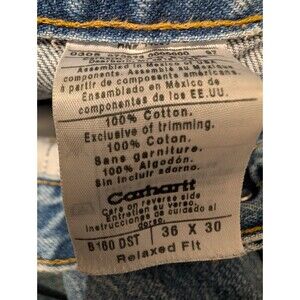 Assembled in Mexico
components. Assemblé au Mexique
à partir de composants américains
Ensamblado en México de
componentes de los EE.UU.
100% Cotton.
Exclusive of trimming.
100% Coton.
Sans garniture.
100% Algodón.
Sin incluir adorno.
Carhartt
Care on reverse side
Entretien au verso.
Instrucciones de cuidado al
dorso.
B160 DST 36 X 30
Relaxed Fit